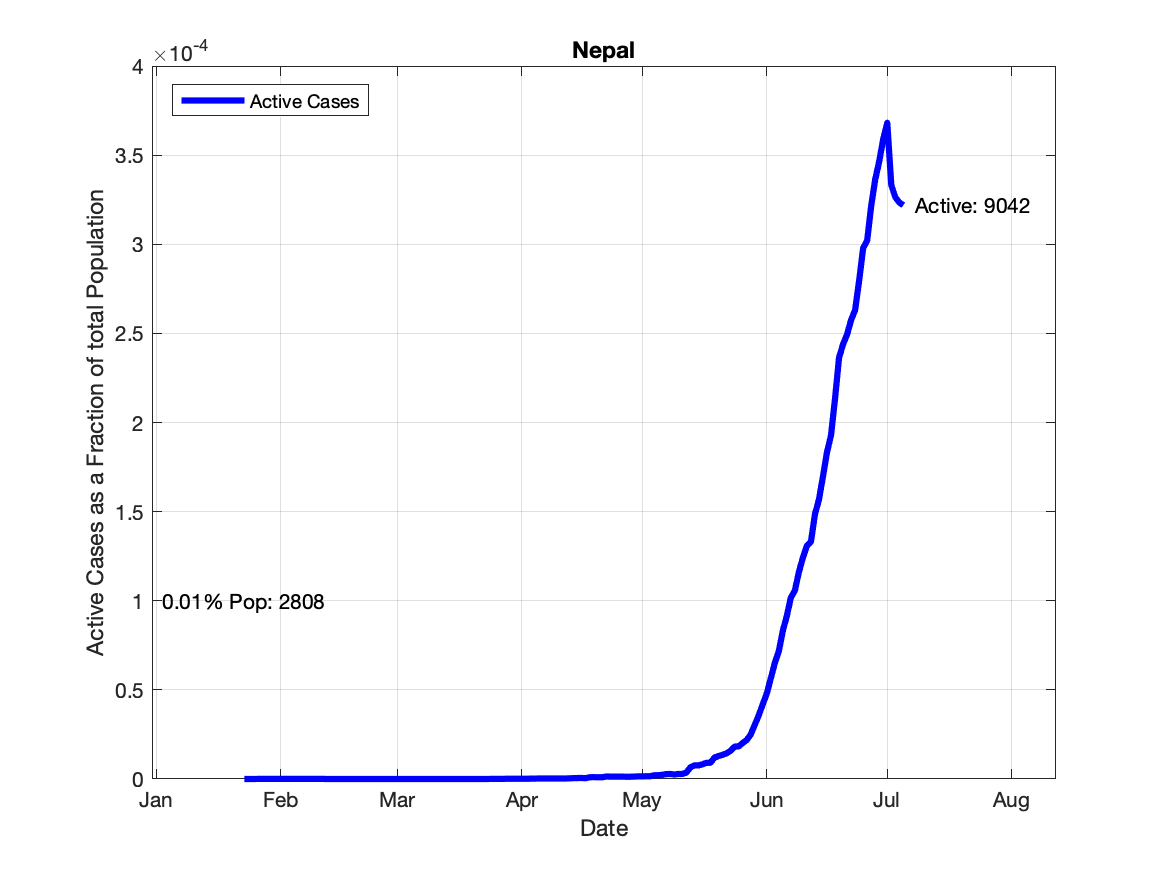 Nepal
×10-4
4
Active Cases
3.5
Active: 9042
3
2.5
2
1.5
1
0.01% Pop: 2808
0.5
0
Active Cases as a Fraction of total Population
Jan Feb Mar Apr May Jun Jul Aug
Date